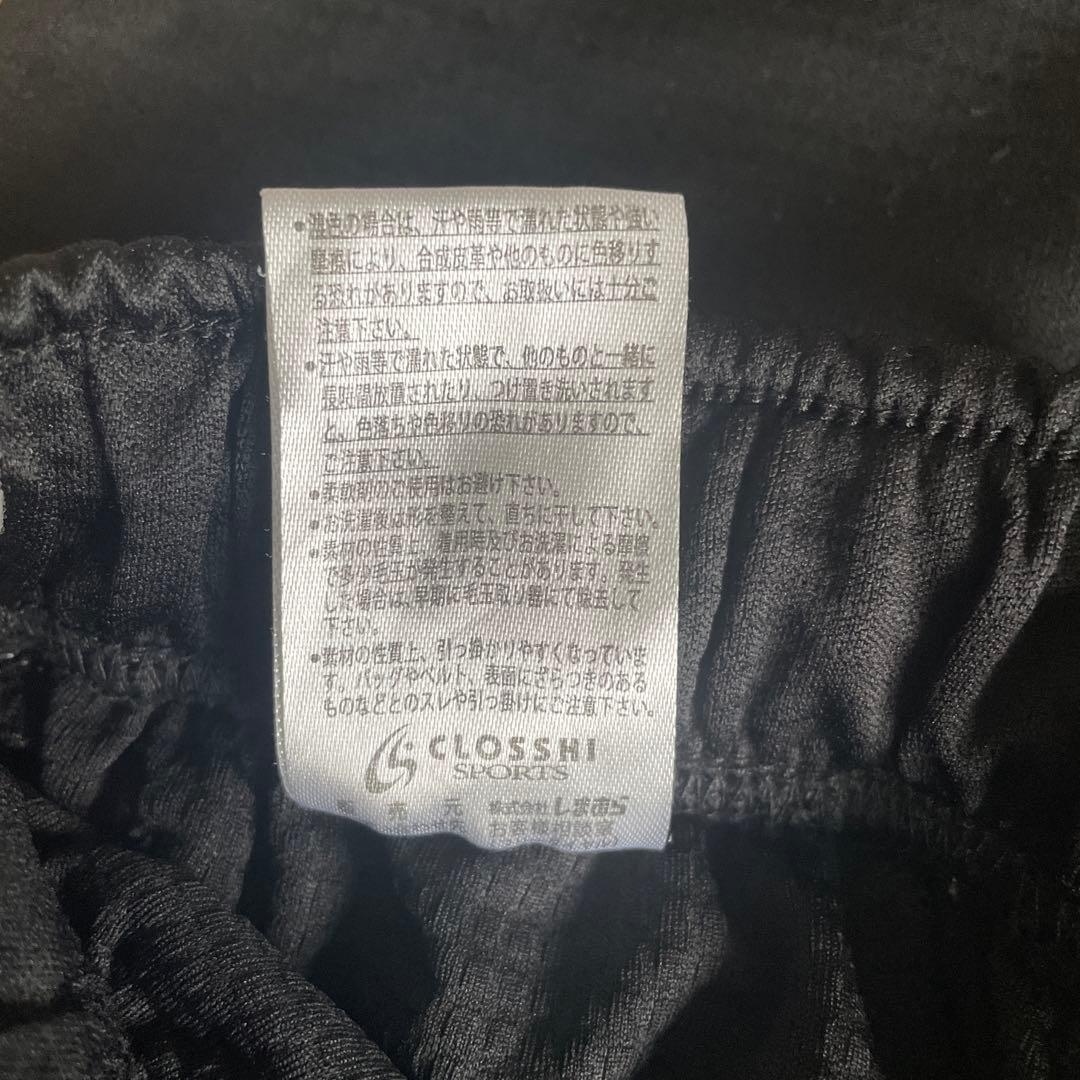 •濃色の場合は、汗や雨等で濡れた状態や強い
摩擦により、合成皮革や他のものに色移りす
る恐れがありますので、お取扱いには十分ご
注意下さい。
•汗や雨等で濡れた状態で、他のものと一緒に
長時間放置されたり、つけ置き洗いされます
と、色落ちや色移りの恐れがありますので、
ご注意下さい。
•柔軟剤のご使用はお避け下さい。
•お洗濯後は形を整えて、直ちに干して下さい。
•素材の性質上、着用時及びお洗濯による摩擦
で多少毛玉が発生することがあります。発生
した場合は、早期に毛玉取り器にて除去して
下さい。
•素材の性質上、引っ掛かりやすくなっていま
す。バッグやベルト、表面にざらつきのある
ものなどとのスレや引っ掛けにご注意下さい。
CLOSSHI
SPORTS
販売元 株式会社しまむら
お客様相談室